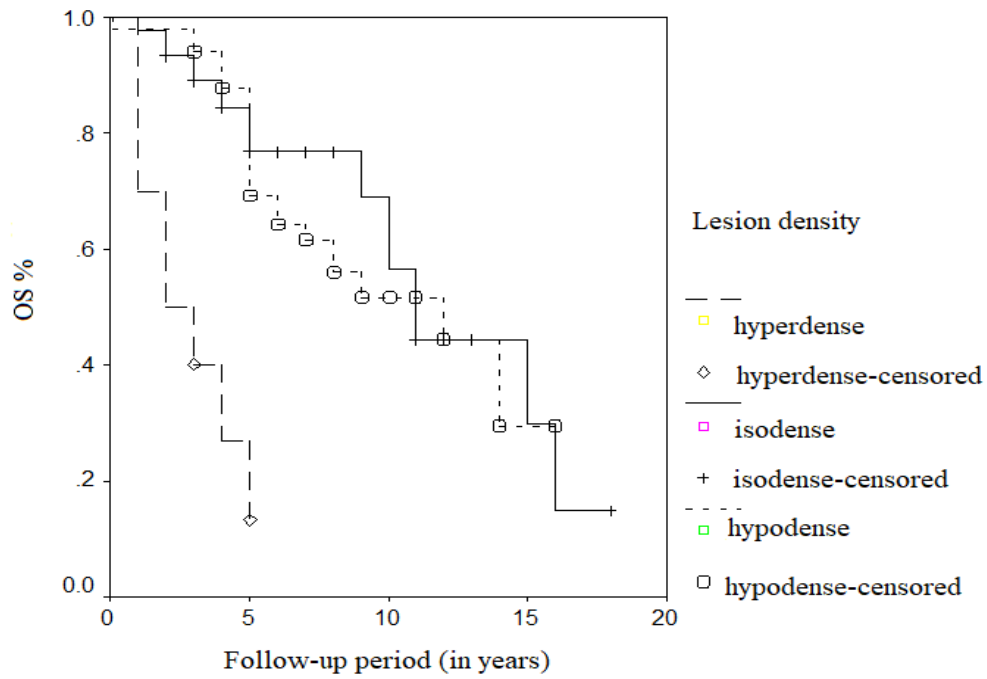 1.0
.8
.6
.4
.2
0.0
OS %
0
5
10
15
20
Follow-up period (in years)
Lesion density
hyperdense
hyperdense-censored
isodense
isodense-censored
hypodense
hypodense-censored